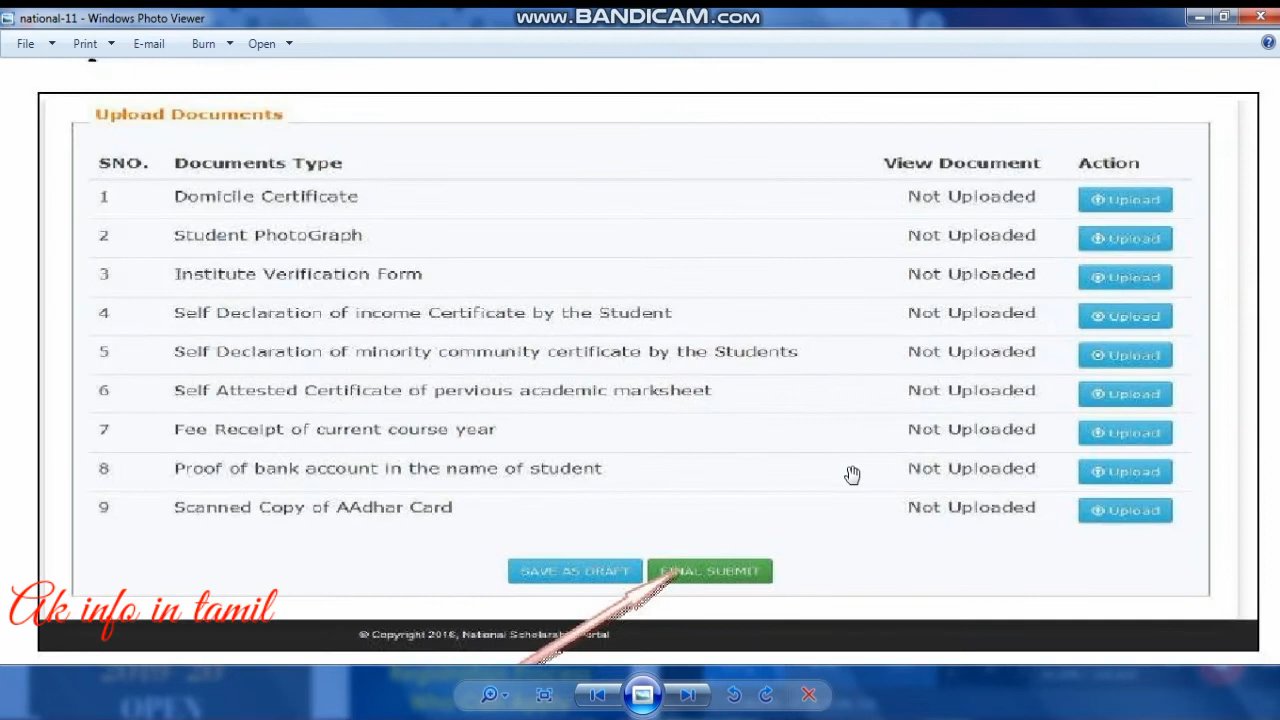 national-11 - Windows Photo Viewer
www.BANDICAM.com
File Print E-mail Burn Open
Upload Documents
SNO. Documents Type View Document Action
1 Domicile Certificate Not Uploaded Upload
2 Student PhotoGraph Not Uploaded Upload
3 Institute Verification Form Not Uploaded Upload
4 Self Declaration of income Certificate by the Student Not Uploaded Upload
5 Self Declaration of minority community certificate by the Students Not Uploaded Upload
6 Self Attested Certificate of pervious academic marksheet Not Uploaded Upload
7 Fee Receipt of current course year Not Uploaded Upload
8 Proof of bank account in the name of student Not Uploaded Upload
9 Scanned Copy of AAdhar Card Not Uploaded Upload
SAVE AS DRAFT FINAL SUBMIT
Ak info in tamil
© Copyright 2016, National Scholarship Portal
OPEN